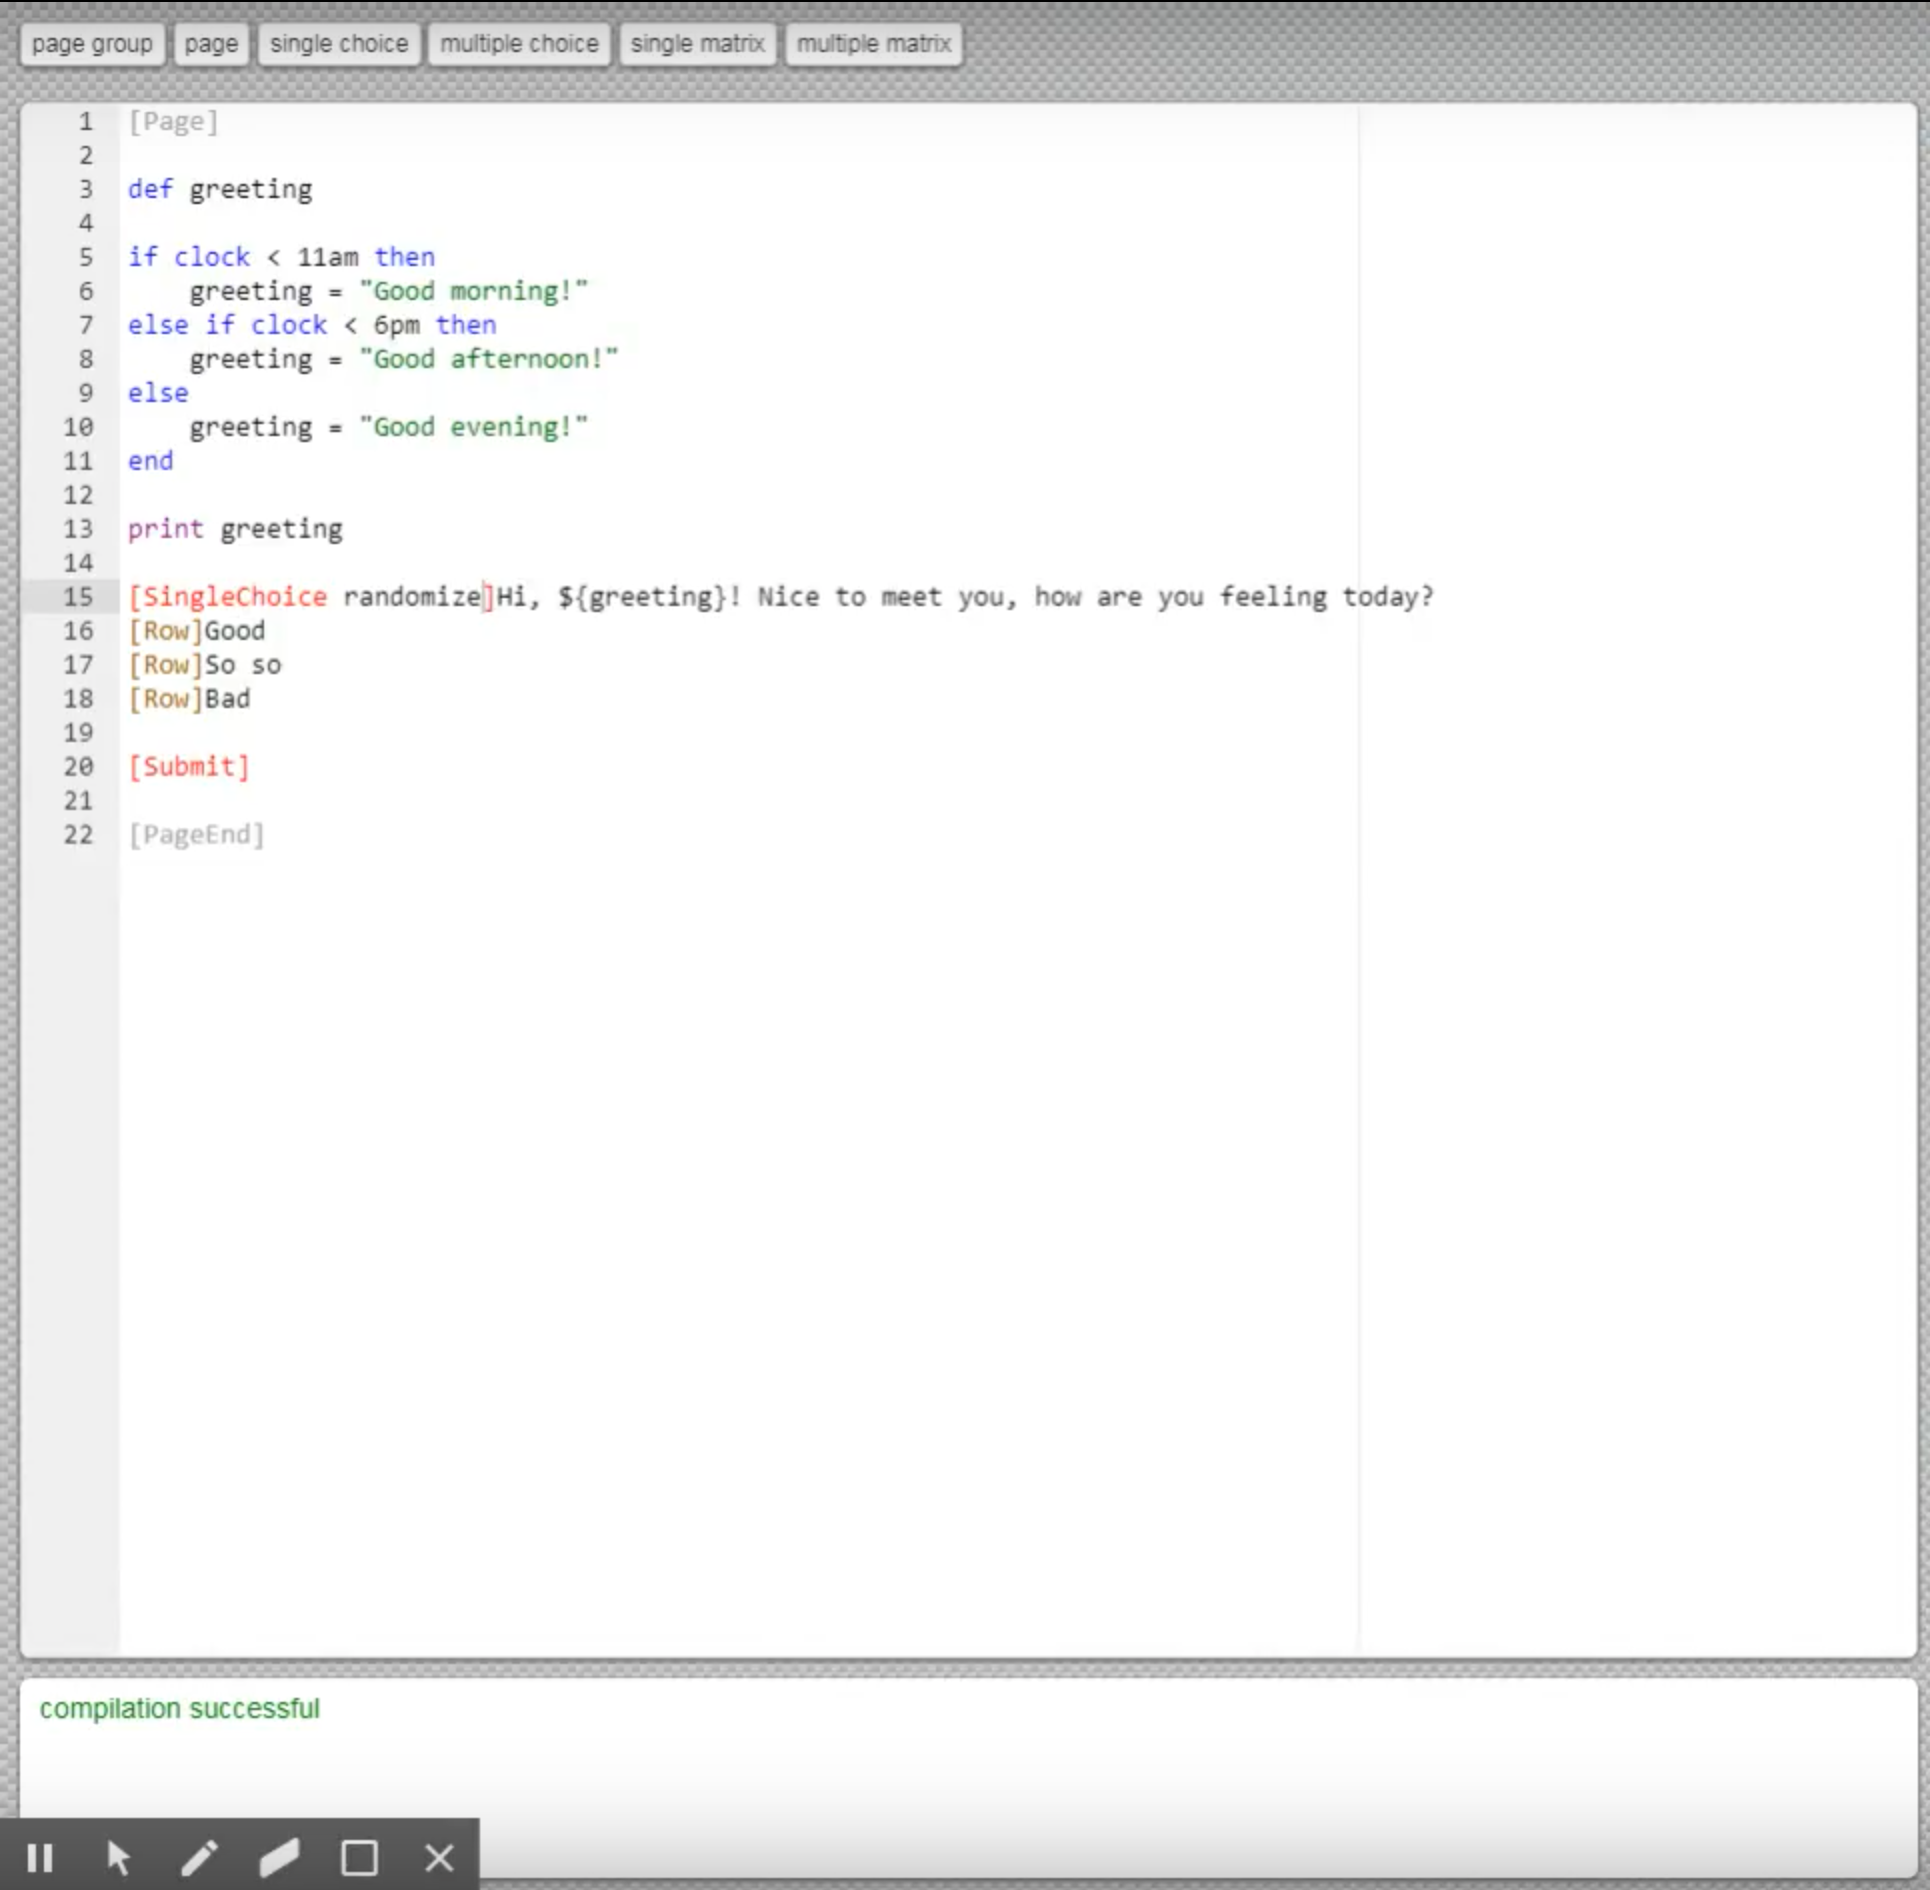 page group page single choice multiple choice single matrix multiple matrix
1 [Page]
2
3 def greeting
4
5 if clock < 11am then
6     greeting = "Good morning!"
7 else if clock < 6pm then
8     greeting = "Good afternoon!"
9 else
10     greeting = "Good evening!"
11 end
12
13 print greeting
14
15 [SingleChoice randomize]Hi, ${greeting}! Nice to meet you, how are you feeling today?
16 [Row]Good
17 [Row]So so
18 [Row]Bad
19
20 [Submit]
21
22 [PageEnd]
compilation successful